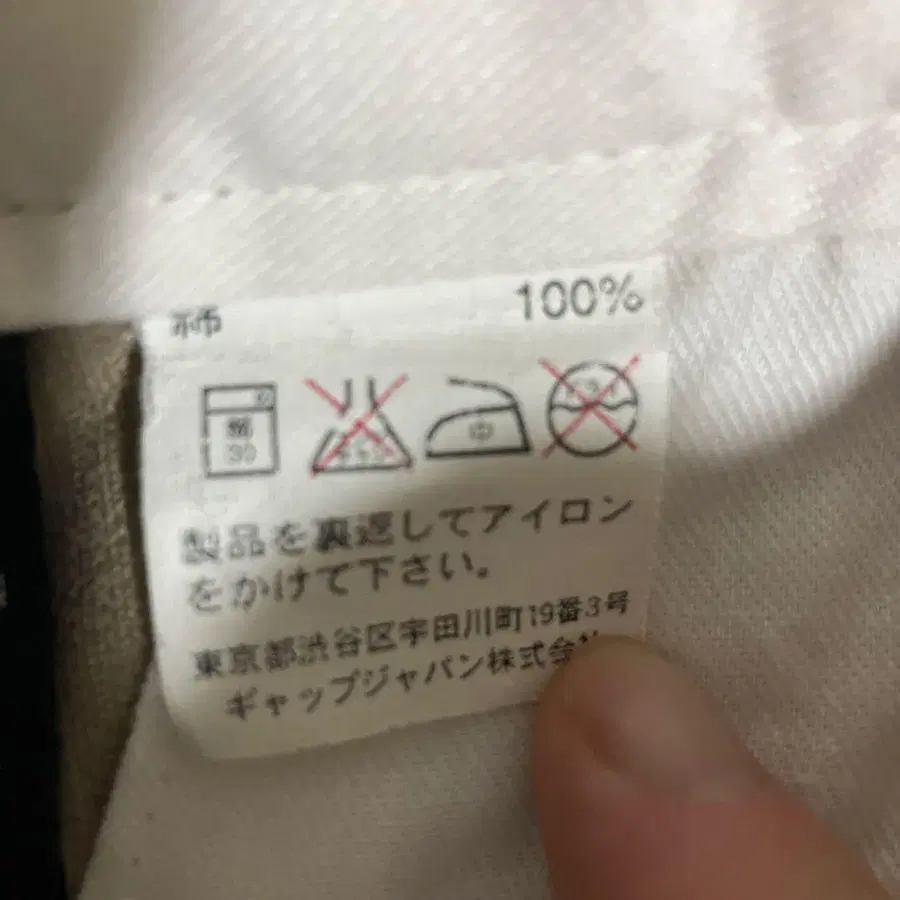 綿 100%
30 中
製品を裏返してアイロン
をかけて下さい。
東京都渋谷区宇田川町19番3号
ギャップジャパン株式会